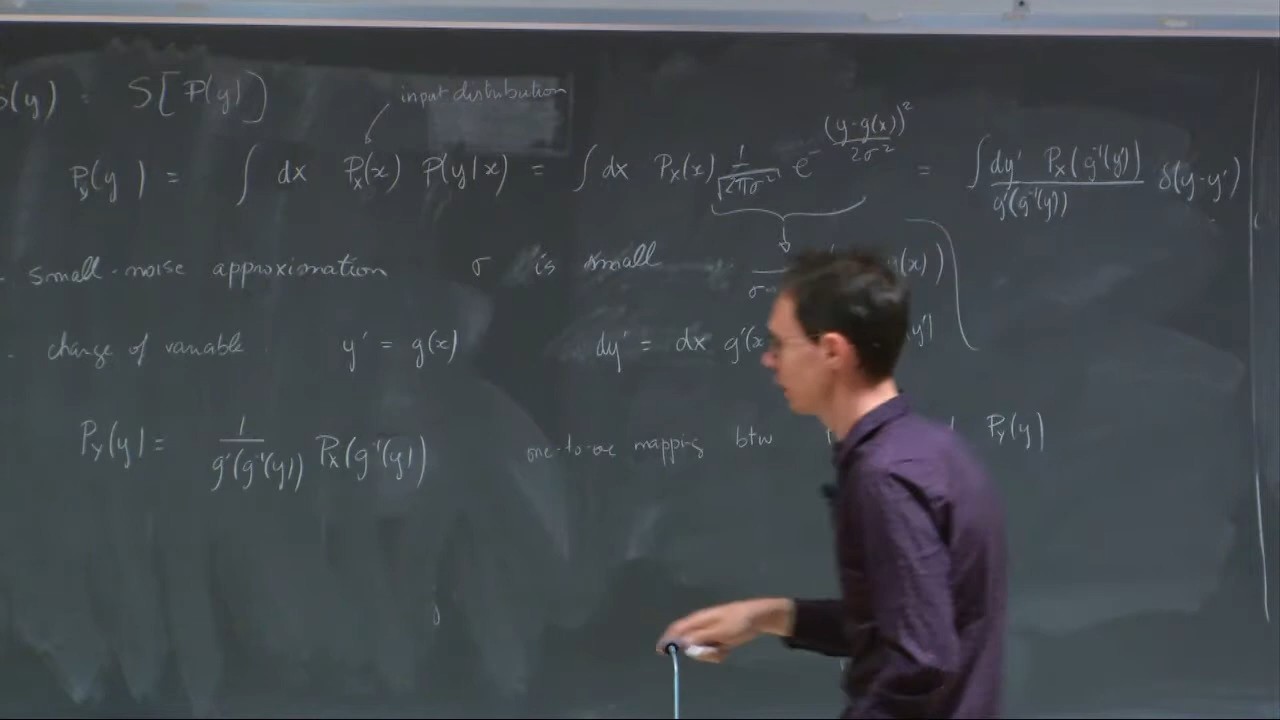 S[P(y)]
input distribution
P_y(y) = ∫ dx P_x(x) P(y|x) = ∫ dx P_x(x) 1/√(2πσ²) e^-(y-g(x))²/2σ² = ∫ dy' P_x(g⁻¹(y'))/g'(g⁻¹(y')) δ(y-y')
- small-noise approximation σ is small g(x))
- change of variable y' = g(x) dy' = dx g'(x y')
P_Y(y) = 1/g'(g⁻¹(y)) P_X(g⁻¹(y)) one-to-one mapping btw P_Y(y)